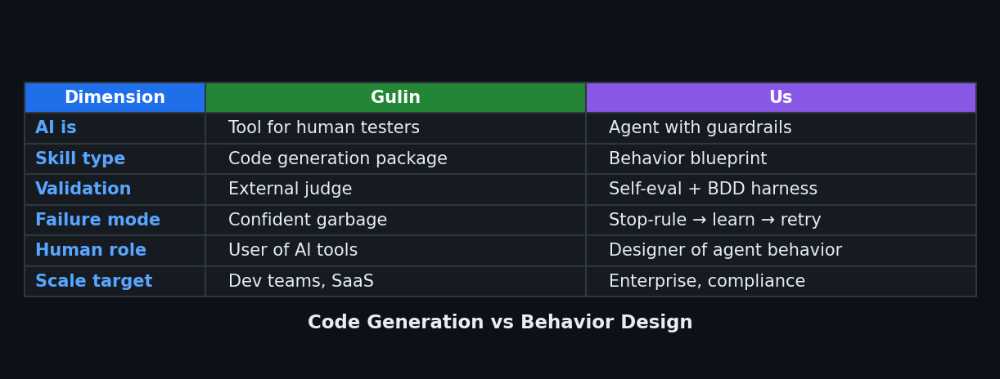 Dimension Gulin Us
AI is Tool for human testers Agent with guardrails
Skill type Code generation package Behavior blueprint
Validation External judge Self-eval + BDD harness
Failure mode Confident garbage Stop-rule → learn → retry
Human role User of AI tools Designer of agent behavior
Scale target Dev teams, SaaS Enterprise, compliance
Code Generation vs Behavior Design